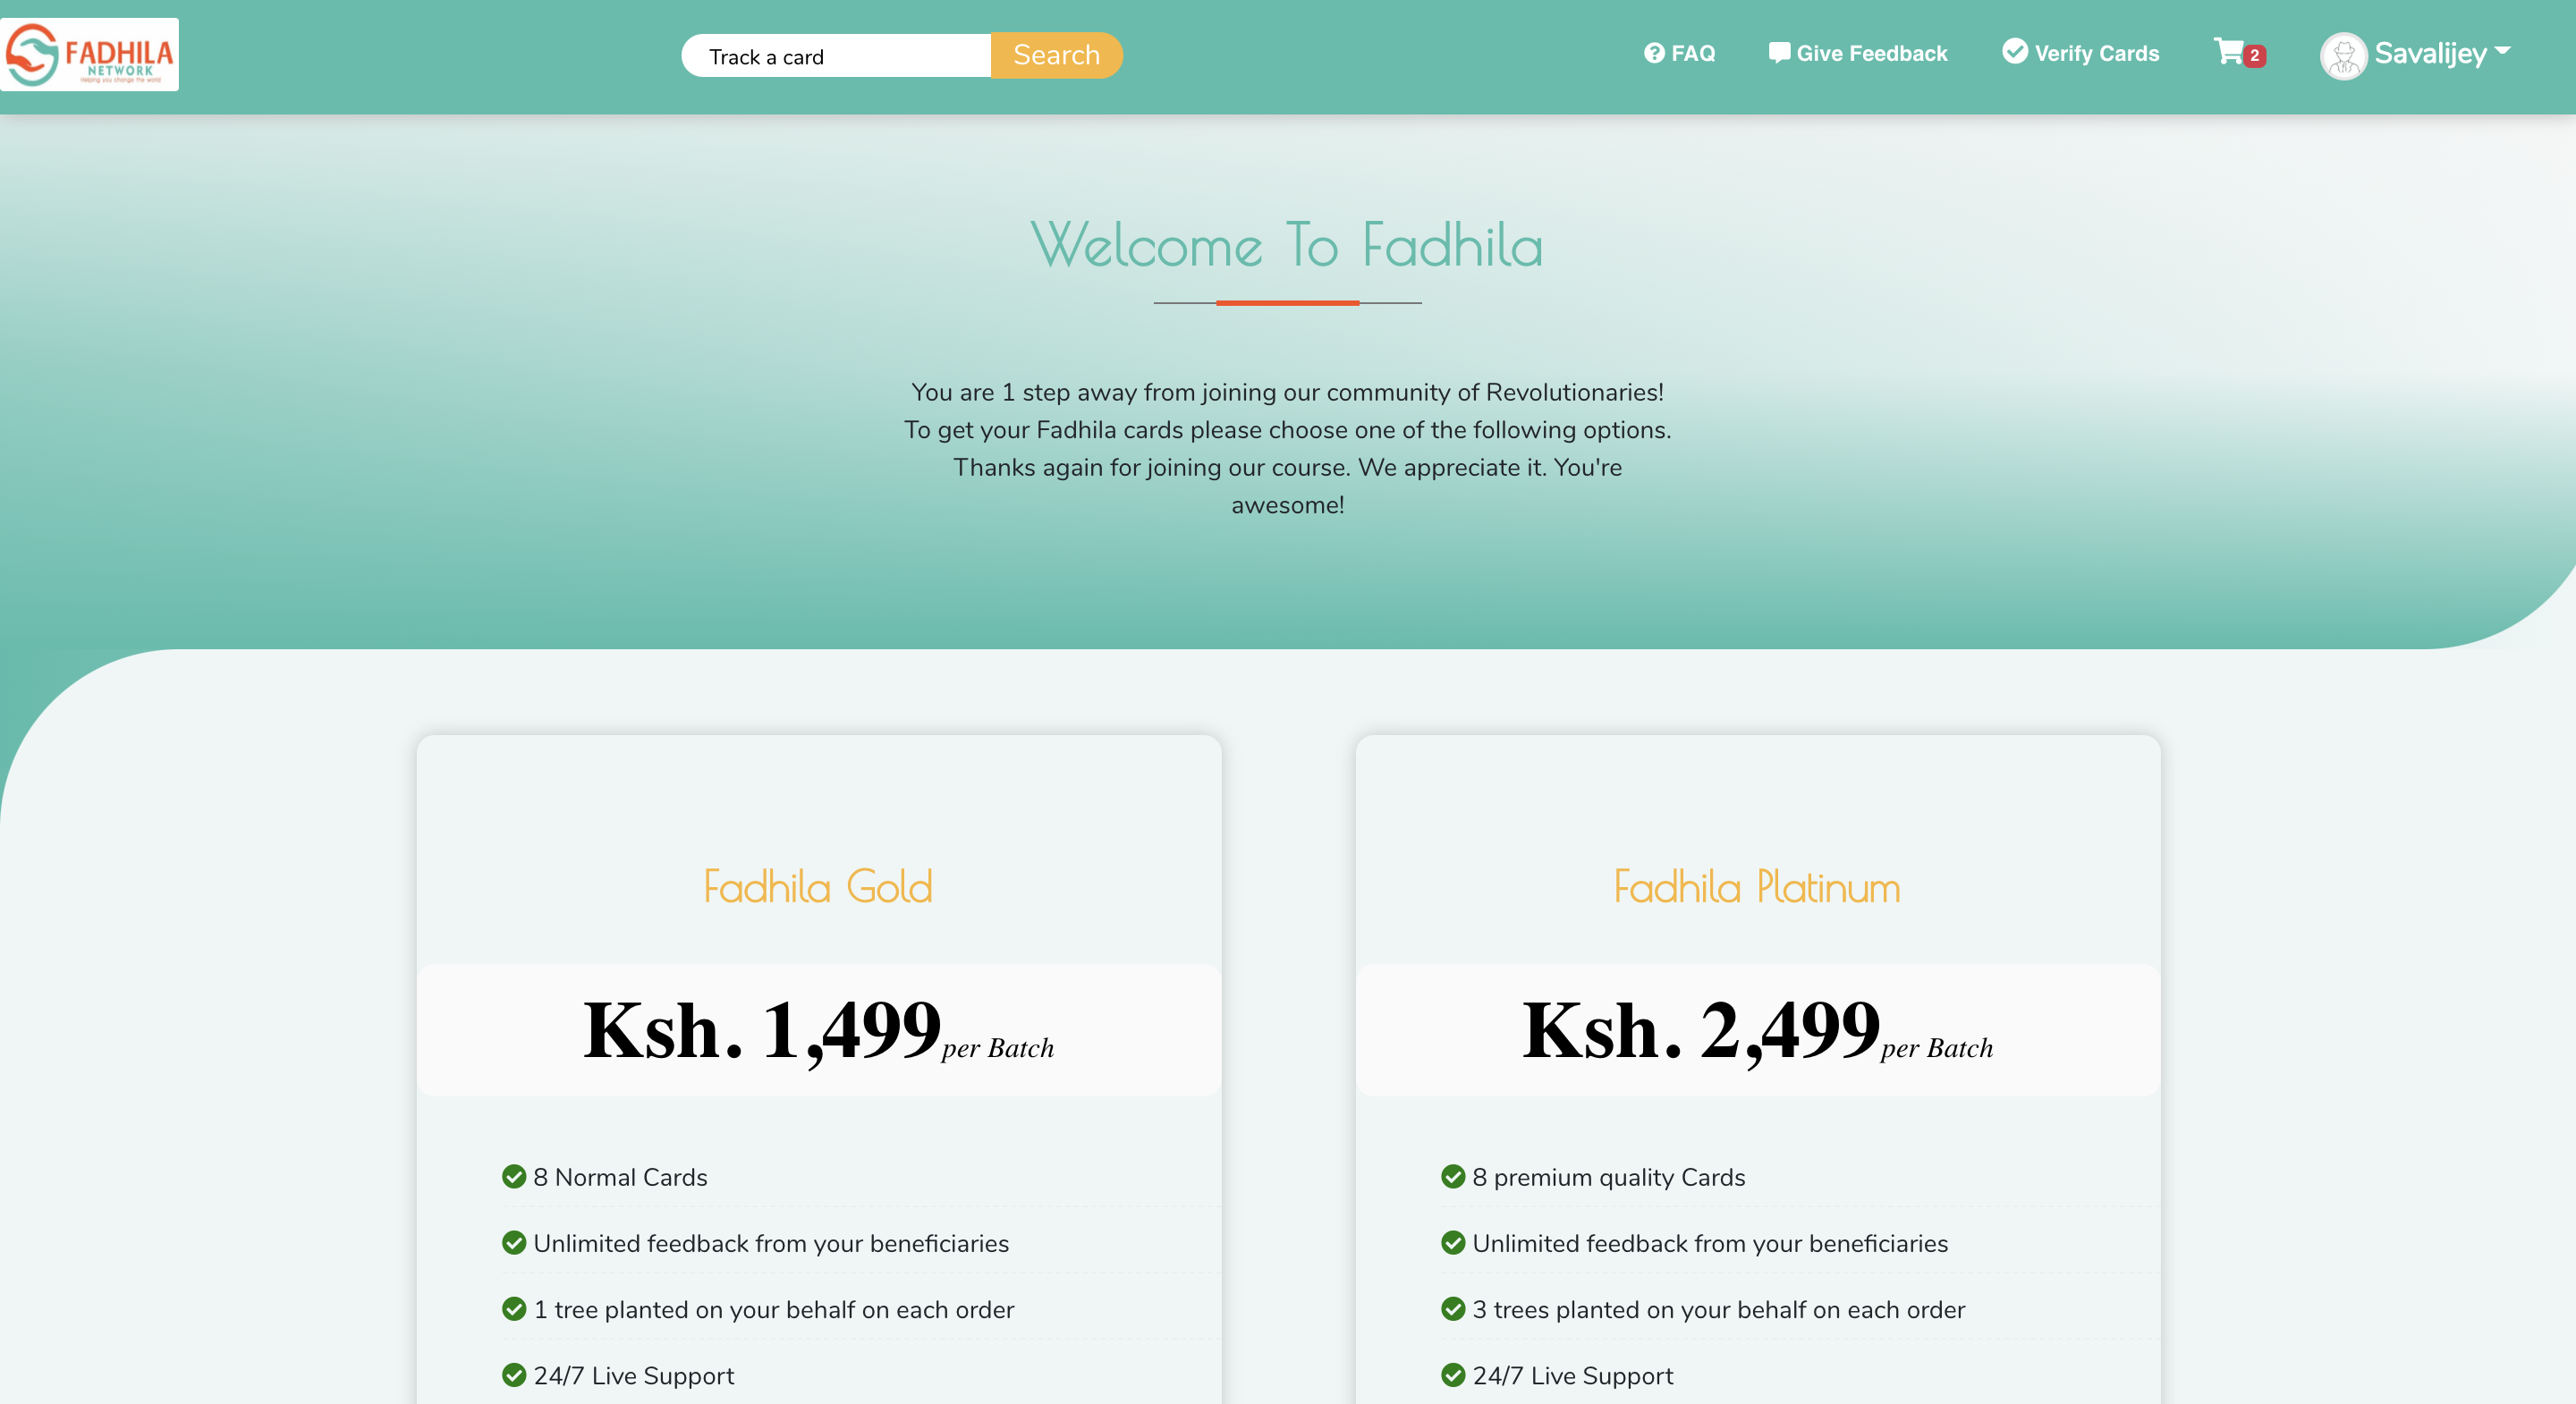 FADHILA
NETWORK
Helping you change the world
Track a card
Search
FAQ
Give Feedback
Verify Cards
2
Savalijey
Welcome To Fadhila
You are 1 step away from joining our community of Revolutionaries!
To get your Fadhila cards please choose one of the following options.
Thanks again for joining our course. We appreciate it. You're
awesome!
Fadhila Gold
Ksh. 1,499 per Batch
8 Normal Cards
Unlimited feedback from your beneficiaries
1 tree planted on your behalf on each order
24/7 Live Support
Fadhila Platinum
Ksh. 2,499 per Batch
8 premium quality Cards
Unlimited feedback from your beneficiaries
3 trees planted on your behalf on each order
24/7 Live Support